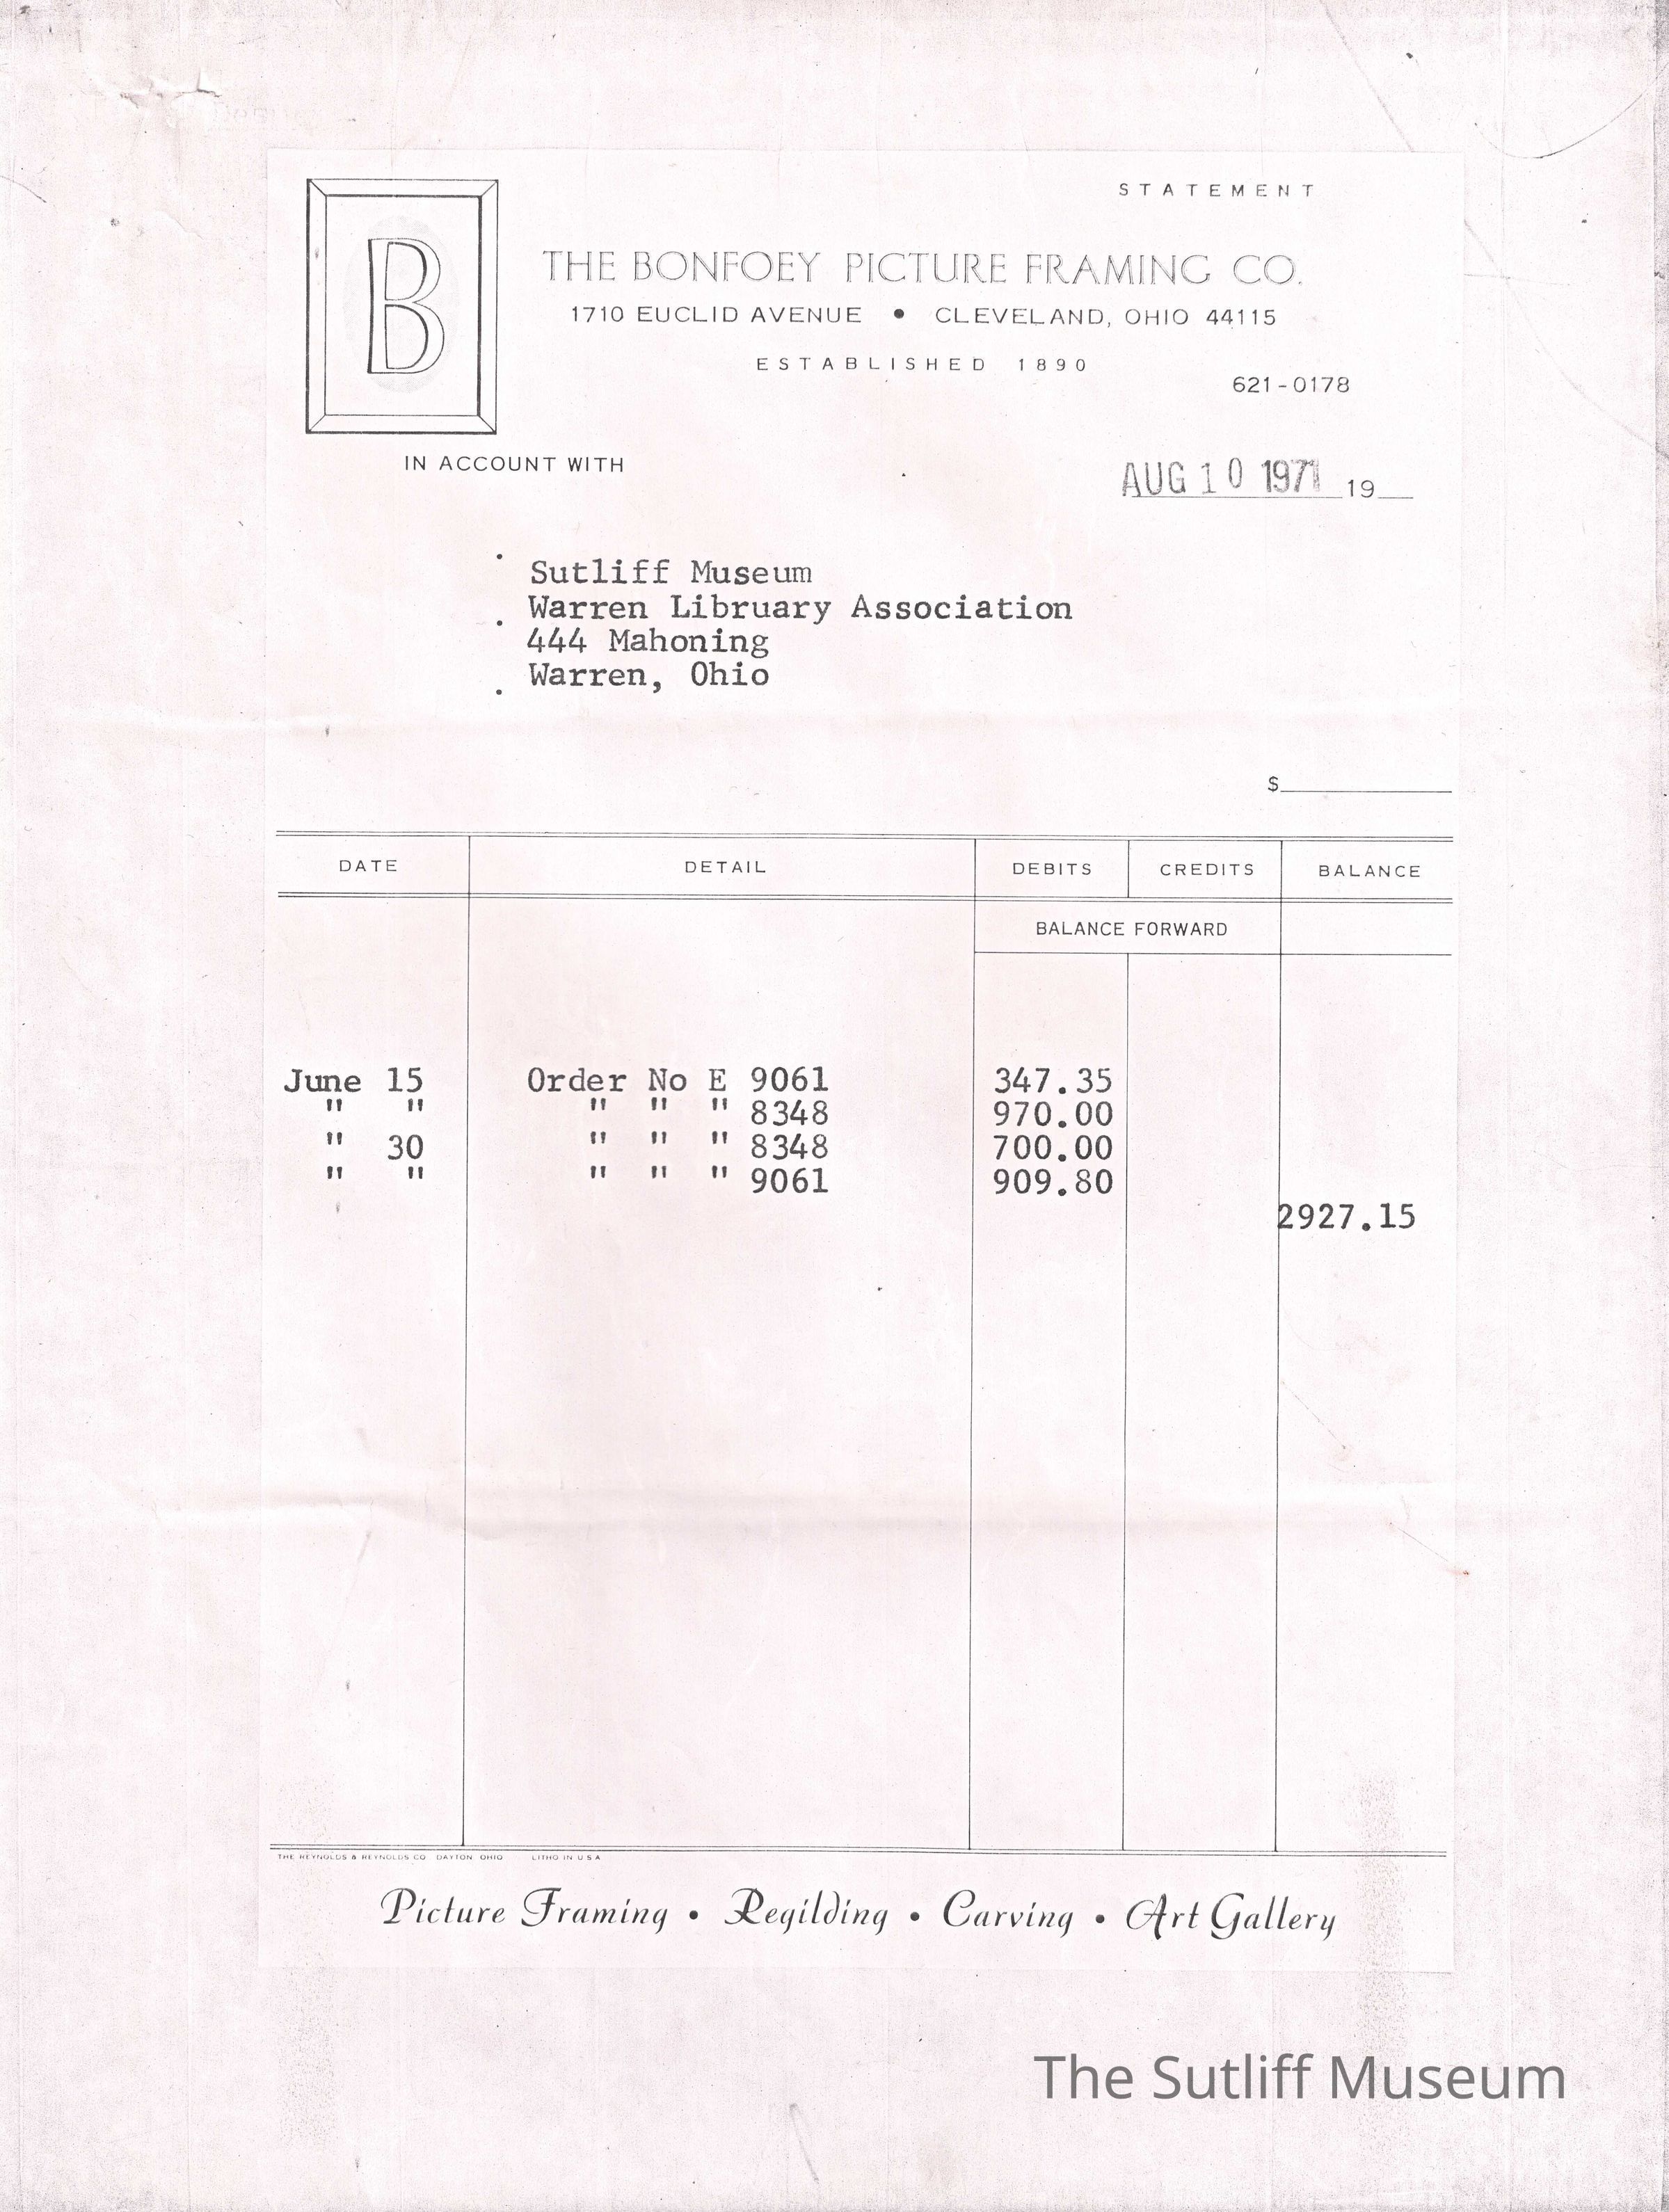 STATEMENT
B
THE BONFOEY PICTURE FRAMING CO.
1710 EUCLID AVENUE • CLEVELAND, OHIO 44115
ESTABLISHED 1890
621-0178
IN ACCOUNT WITH
AUG 10 1971 19
Sutliff Museum
Warren Libruary Association
444 Mahoning
Warren, Ohio
$
DATE DETAIL DEBITS CREDITS BALANCE
BALANCE FORWARD
June 15 Order No E 9061 347.35
" " " " " 8348 970.00
" 30 " " " 8348 700.00
" " " " " 9061 909.80
2927.15
THE REYNOLDS & REYNOLDS CO DAYTON OHIO LITHO IN U S A
Picture Framing • Regilding • Carving • Art Gallery
The Sutliff Museum